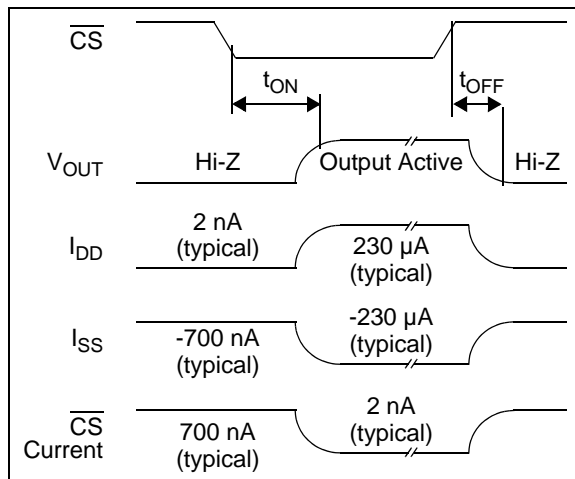 CS
tON
tOFF
VOUT
Hi-Z
Output Active
Hi-Z
IDD
2 nA
(typical)
230 µA
(typical)
ISS
-700 nA
(typical)
-230 µA
(typical)
CS
Current
700 nA
(typical)
2 nA
(typical)